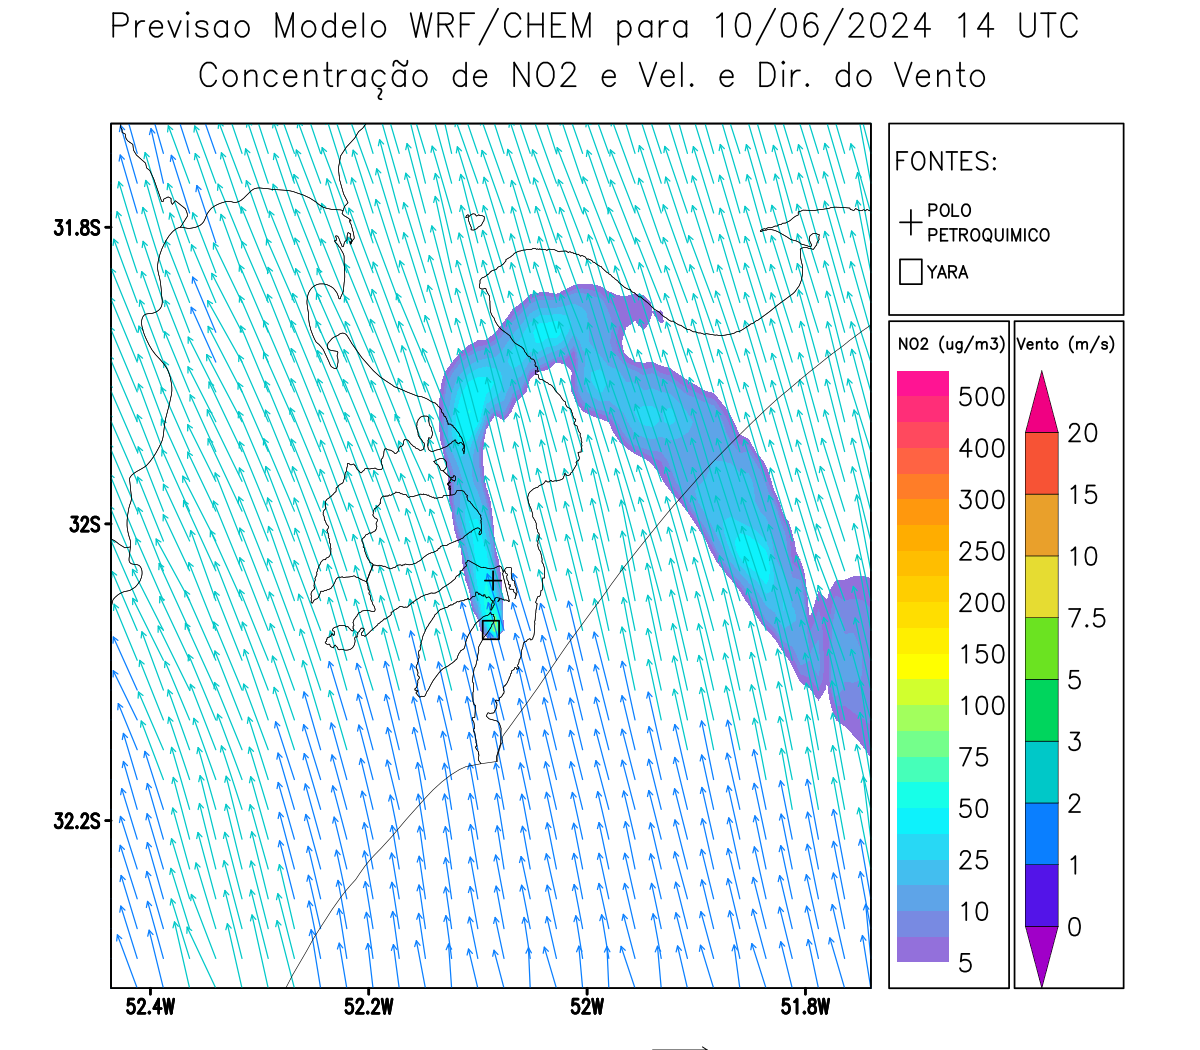 Previsao Modelo WRF/CHEM para 10/06/2024 14 UTC
Concentração de NO2 e Vel. e Dir. do Vento
FONTES:
POLO
PETROQUIMICO
YARA
NO2 (ug/m3)
500
400
300
250
200
150
100
75
50
25
10
5
Vento (m/s)
20
15
10
7.5
5
3
2
1
0
31.8S
32S
32.2S
52.4W
52.2W
52W
51.8W